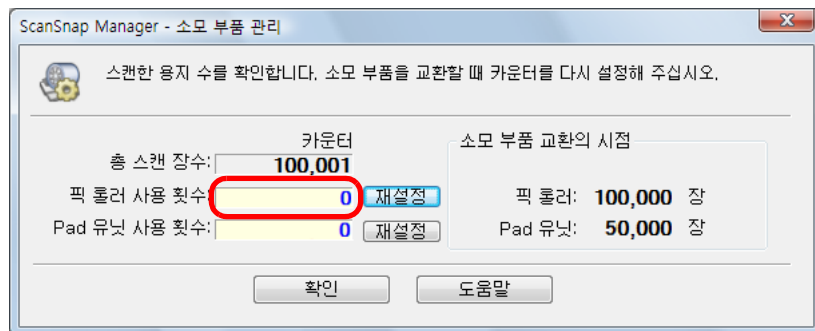 ScanSnap Manager - 소모 부품 관리
스캔한 용지 수를 확인합니다. 소모 부품을 교환할 때 카운터를 다시 설정해 주십시오.
카운터
소모 부품 교환의 시점
총 스캔 장수: 100,001
픽 롤러 사용 횟수: 0 재설정
픽 롤러: 100,000 장
Pad 유닛 사용 횟수: 0 재설정
Pad 유닛: 50,000 장
확인
도움말